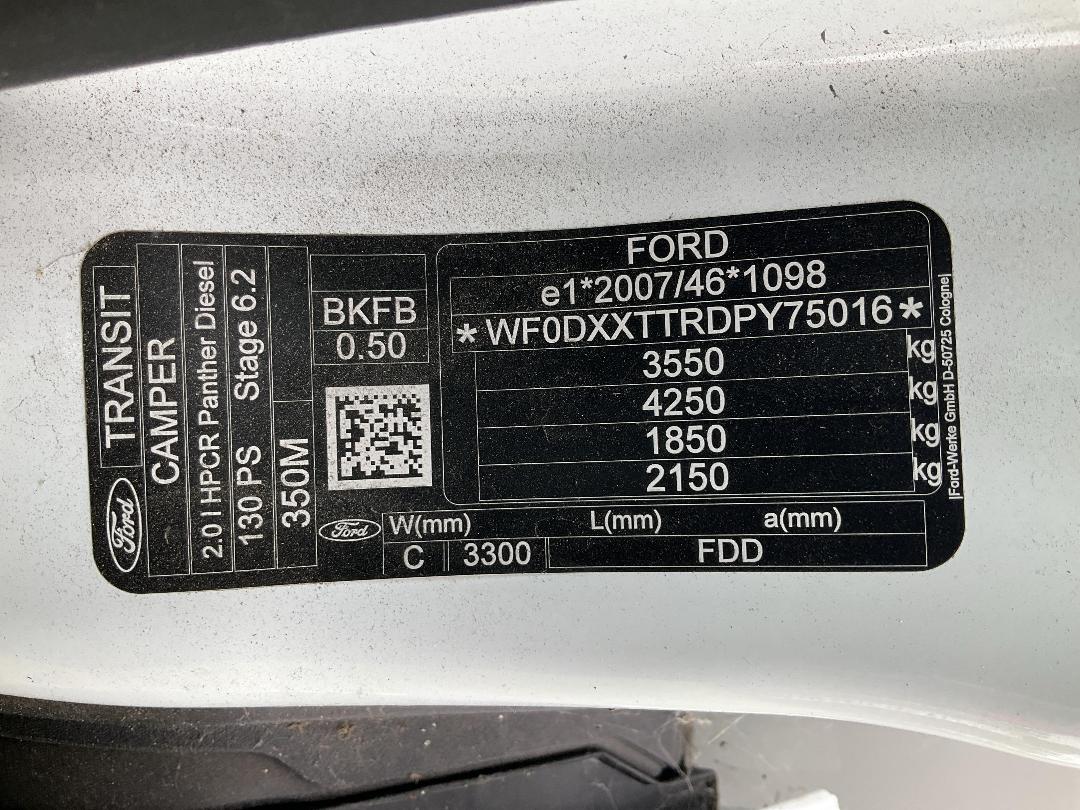 Ford TRANSIT
CAMPER
2.0 l HPCR Panther Diesel
130 PS Stage 6.2
350M
BKFB
0.50
Ford
FORD
e1*2007/46*1098
* WF0DXXTTRDPY75016 *
3550 kg
4250 kg
1850 kg
2150 kg
W(mm) L(mm) a(mm)
C 3300 FDD
Ford-Werke GmbH D-50725 Cologne